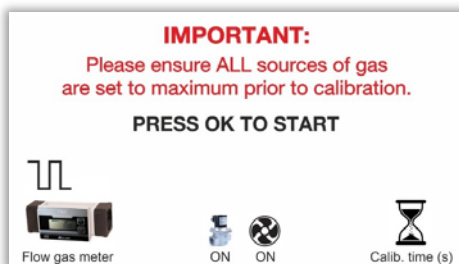 IMPORTANT:
Please ensure ALL sources of gas
are set to maximum prior to calibration.
PRESS OK TO START
Flow gas meter
ON
ON
Calib. time (s)